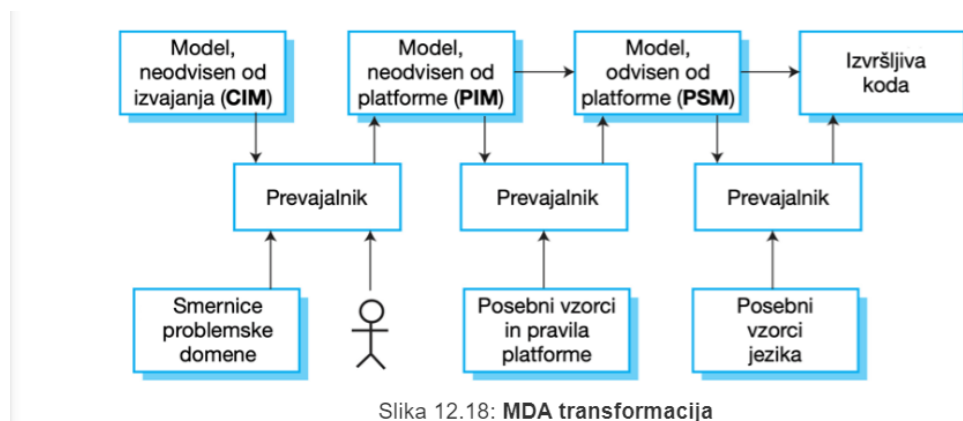 Model,
neodvisen od
izvajanja (CIM)
Model,
neodvisen od
platforme (PIM)
Model,
odvisen od
platforme (PSM)
Izvršljiva
koda
Prevajalnik
Prevajalnik
Prevajalnik
Smernice
problemske
domene
Posebni vzorci
in pravila
platforme
Posebni
vzorci
jezika
Slika 12.18: MDA transformacija